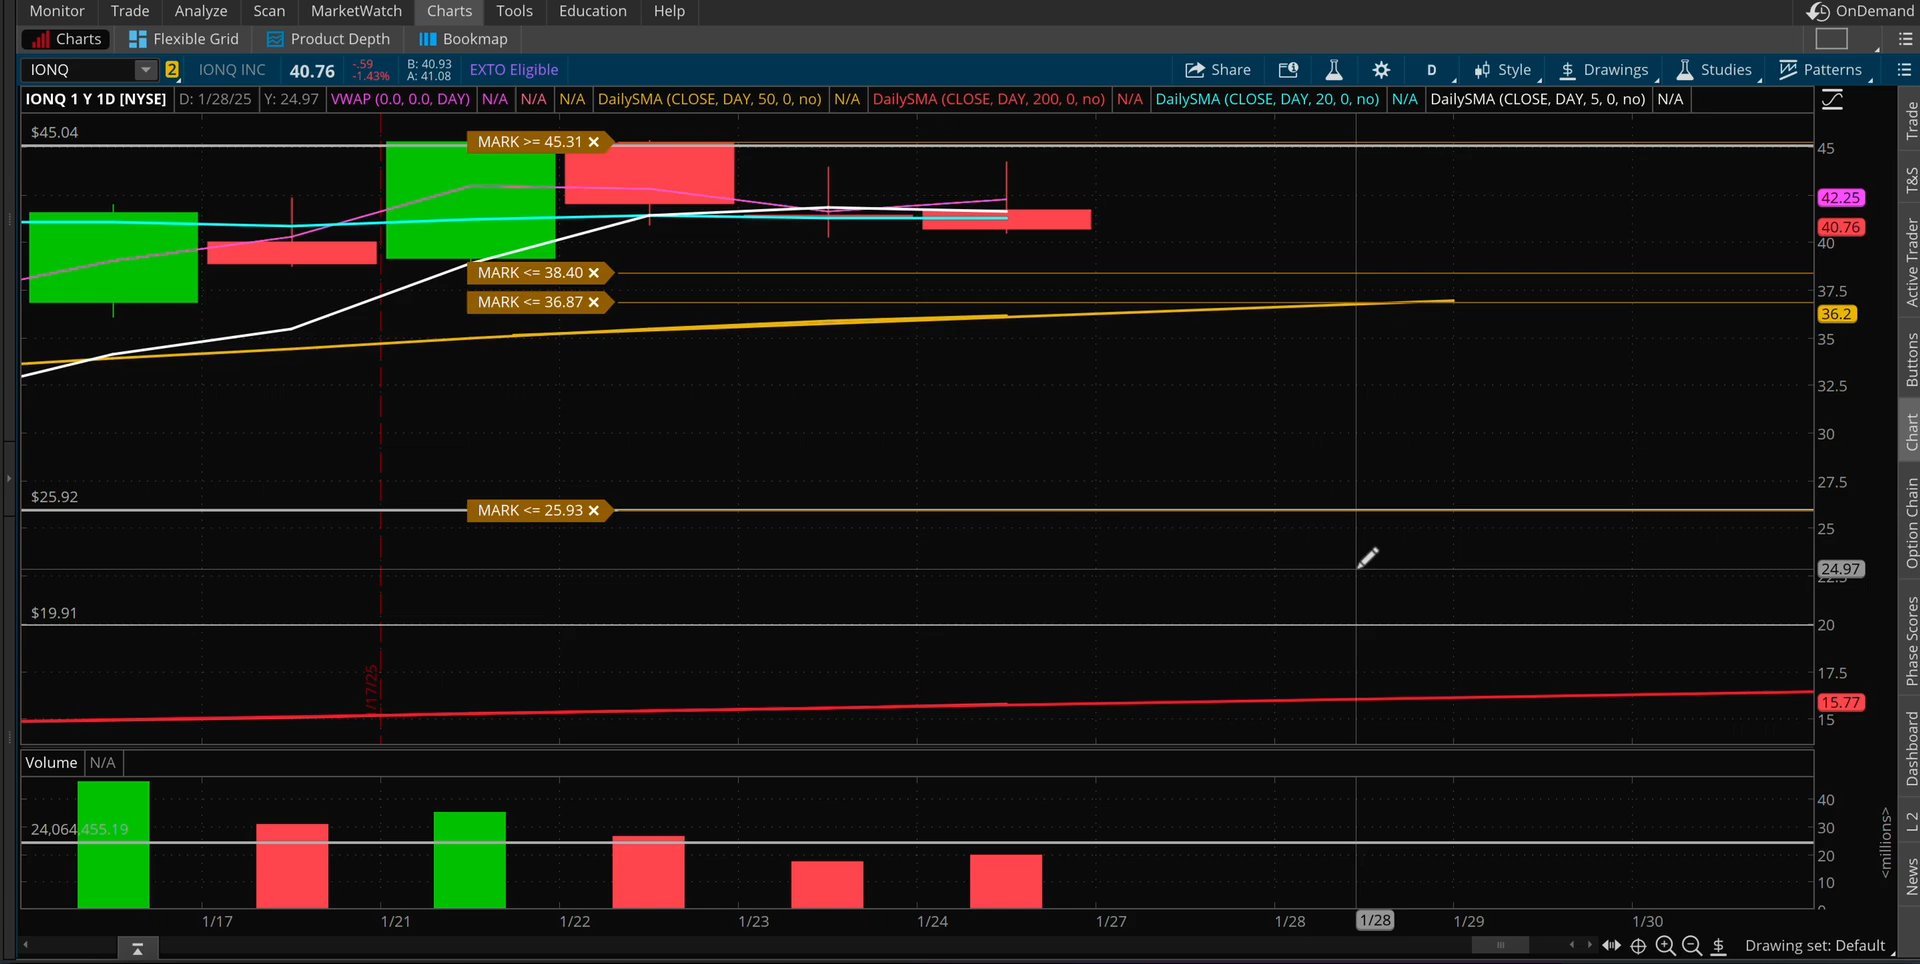 Monitor Trade Analyze Scan MarketWatch Charts Tools Education Help OnDemand
Charts Flexible Grid Product Depth Bookmap
IONQ 2 IONQ INC 40.76 -.59 -1.43% B: 40.93 A: 41.08 EXTO Eligible Share D Style Drawings Studies Patterns
IONQ 1 Y 1D [NYSE] D: 1/28/25 Y: 24.97 VWAP (0.0, 0.0, DAY) N/A N/A N/A DailySMA (CLOSE, DAY, 50, 0, no) N/A DailySMA (CLOSE, DAY, 200, 0, no) N/A DailySMA (CLOSE, DAY, 20, 0, no) N/A DailySMA (CLOSE, DAY, 5, 0, no) N/A
$45.04
MARK >= 45.31 ×
45
42.25
40.76
40
MARK <= 38.40 ×
37.5
MARK <= 36.87 ×
36.2
35
32.5
30
27.5
$25.92
MARK <= 25.93 ×
25
24.97
22.5
$19.91
20
17.5
/17/25
15.77
15
Volume N/A
40
24,064,455.19
30
20
10
0
<millions>
1/17 1/21 1/22 1/23 1/24 1/27 1/28 1/28 1/29 1/30
Drawing set: Default
Trade
T&S
Active Trader
Buttons
Chart
Option Chain
Phase Scores
Dashboard
L 2
News